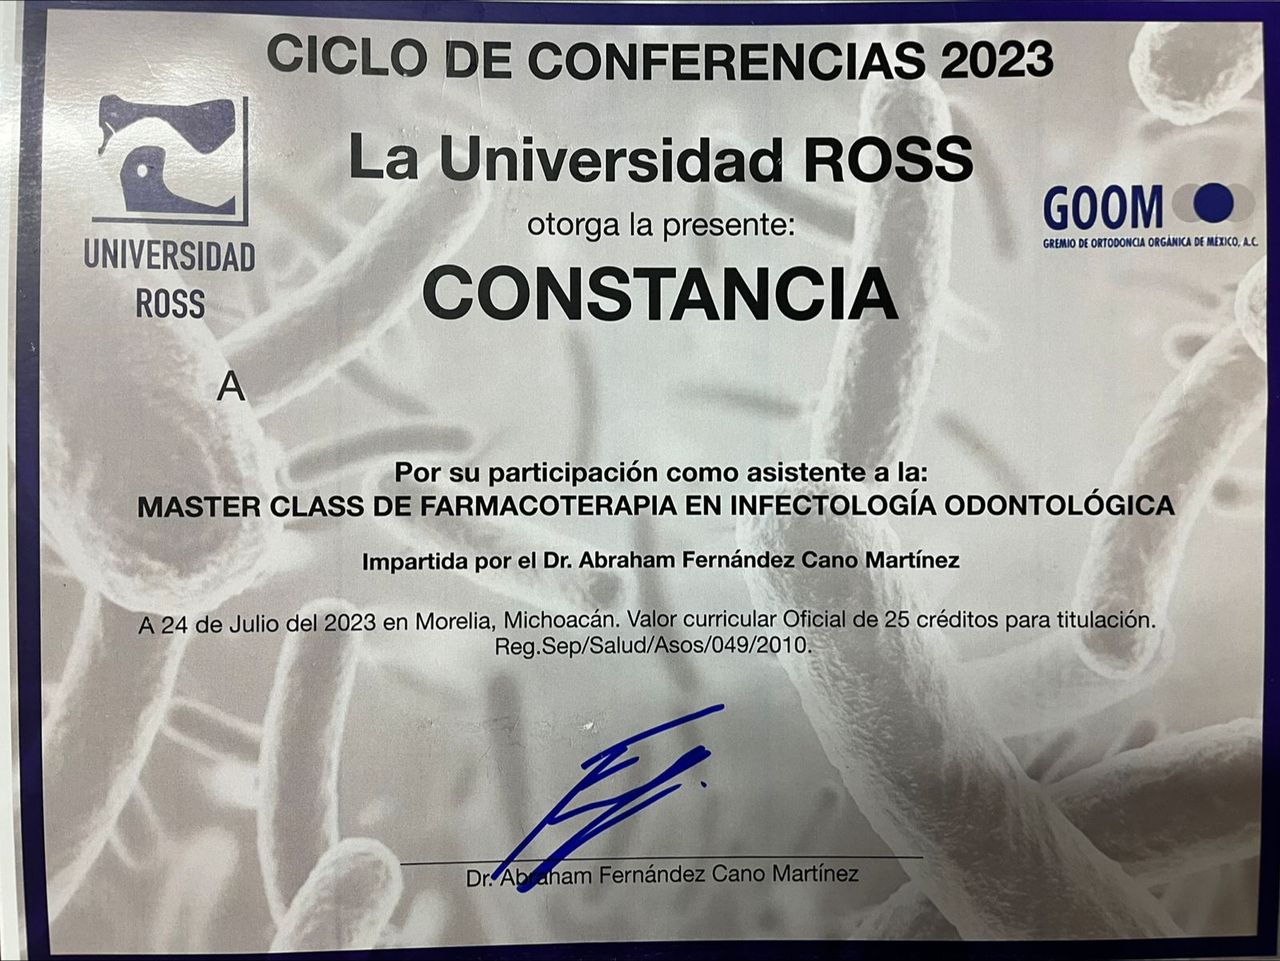 CICLO DE CONFERENCIAS 2023
La Universidad ROSS
otorga la presente:
CONSTANCIA
UNIVERSIDAD
ROSS
GOOM
GREMIO DE ORTODONCIA ORGÁNICA DE MÉXICO, A.C.
A
Por su participación como asistente a la:
MASTER CLASS DE FARMACOTERAPIA EN INFECTOLOGÍA ODONTOLÓGICA
Impartida por el Dr. Abraham Fernández Cano Martínez
A 24 de Julio del 2023 en Morelia, Michoacán. Valor curricular Oficial de 25 créditos para titulación.
Reg.Sep/Salud/Asos/049/2010.
Dr. Abraham Fernández Cano Martínez